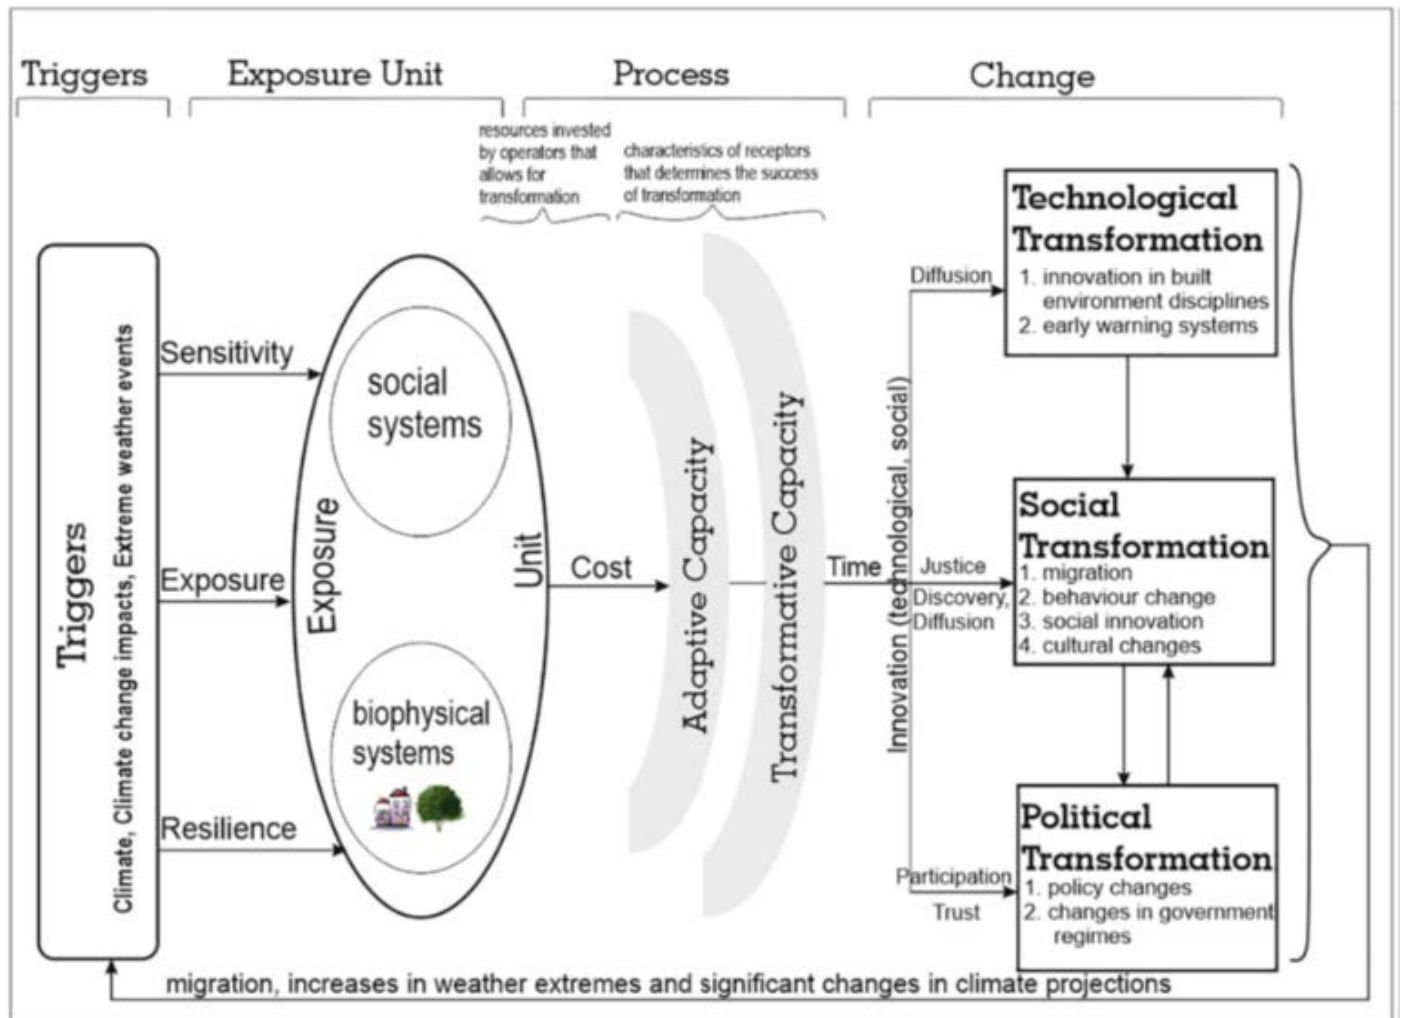 Triggers
Exposure Unit
Process
Change
resources invested
by operators that
allows for
transformation
characteristics of receptors
that determines the success
of transformation
Triggers
Climate, Climate change impacts, Extreme weather events
Sensitivity
Exposure
Resilience
Exposure
Unit
social
systems
biophysical
systems
Cost
Adaptive Capacity
Transformative Capacity
Time
Innovation (technological, social)
Diffusion
Justice
Discovery,
Diffusion
Participation
Trust
Technological
Transformation
1. innovation in built
environment disciplines
2. early warning systems
Social
Transformation
1. migration
2. behaviour change
3. social innovation
4. cultural changes
Political
Transformation
1. policy changes
2. changes in government
regimes
migration, increases in weather extremes and significant changes in climate projections